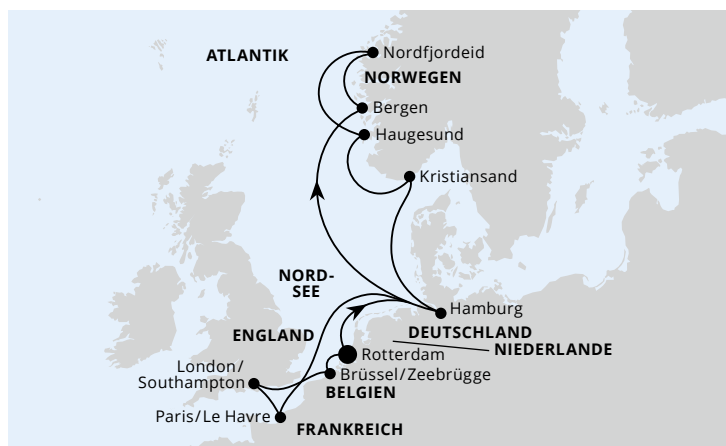 ATLANTIK
Nordfjordeid
NORWEGEN
Bergen
Haugesund
Kristiansand
NORD-
SEE
Hamburg
ENGLAND
DEUTSCHLAND
NIEDERLANDE
Rotterdam
London/
Southampton
Brüssel/Zeebrügge
BELGIEN
Paris/Le Havre
FRANKREICH